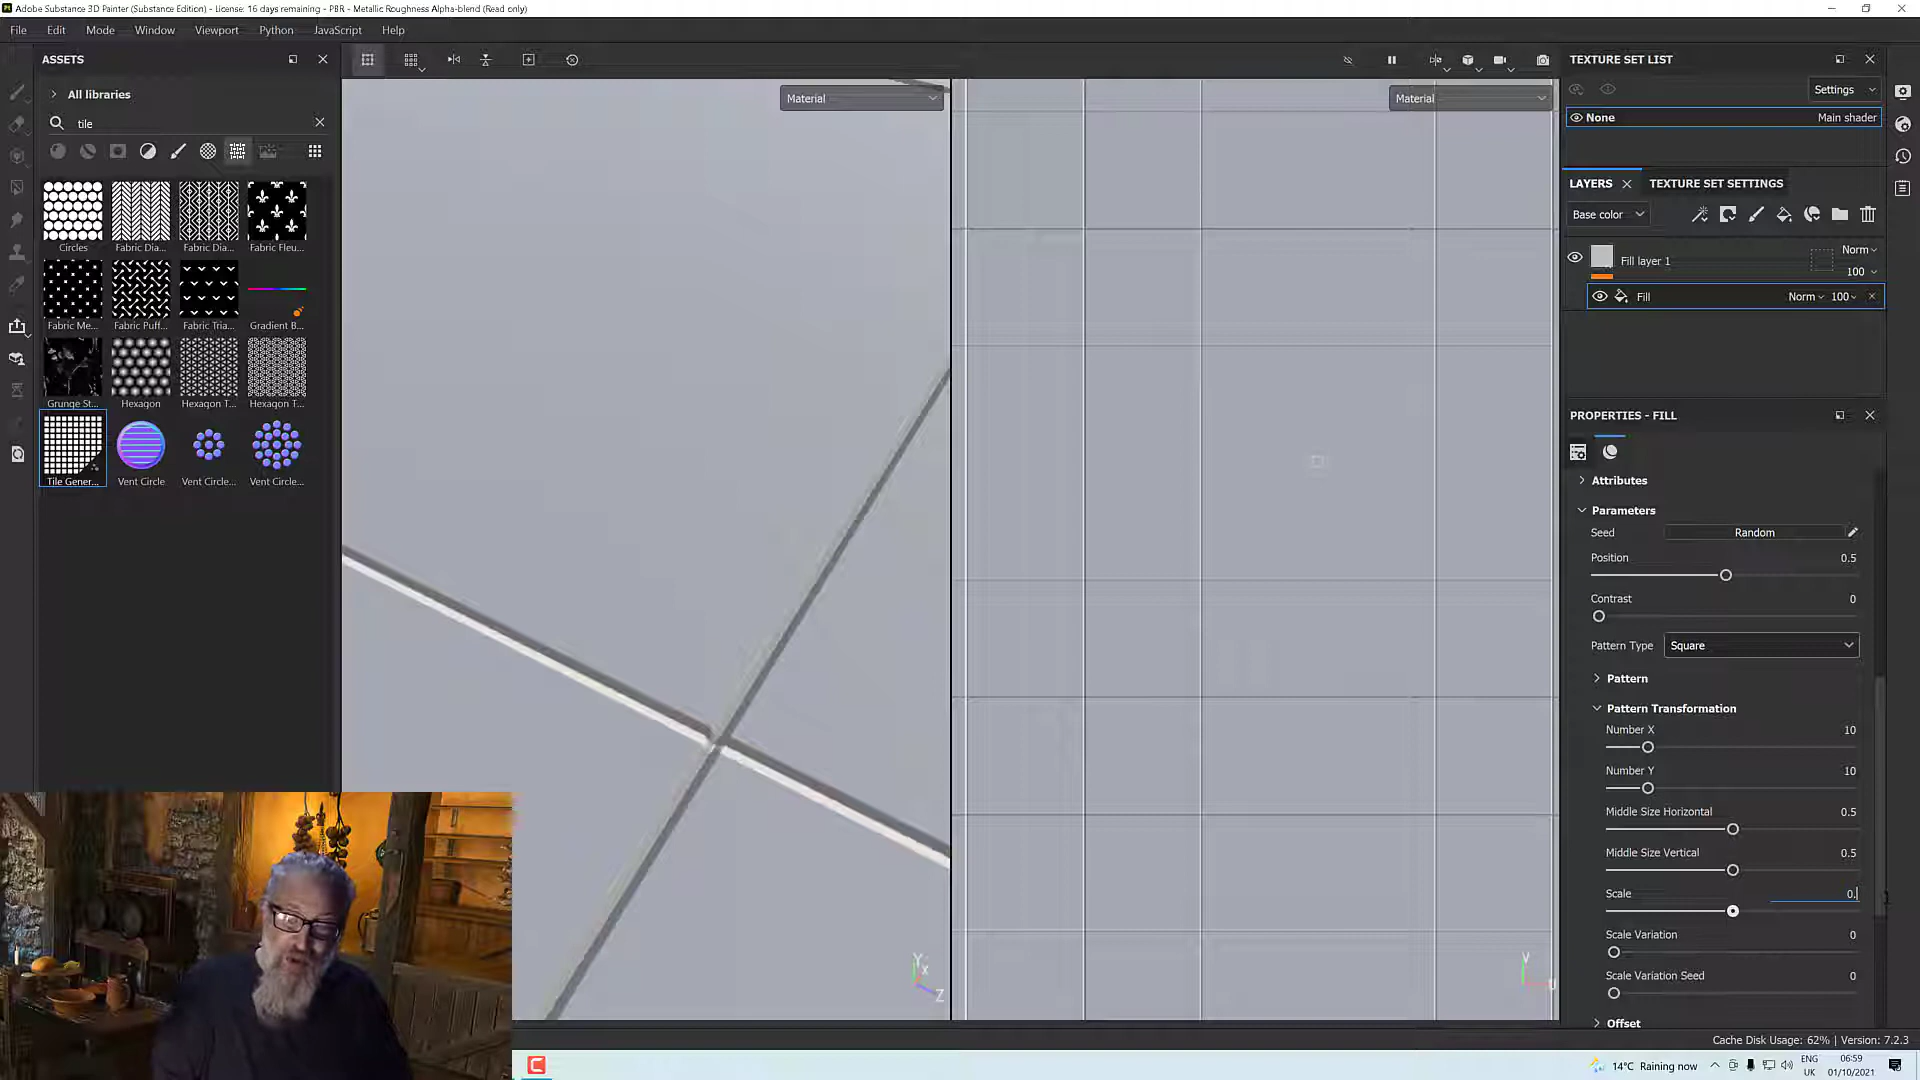 Adobe Substance 3D Painter (Substance Edition) - License: 16 days remaining - PBR - Metallic Roughness Alpha-blend (Read only)
File Edit Mode Window Viewport Python JavaScript Help
ASSETS
All libraries
tile
Circles Fabric Dia... Fabric Dia... Fabric Fleu...
Fabric Me... Fabric Puff... Fabric Tria... Gradient B...
Grunge St... Hexagon Hexagon T... Hexagon T...
Tile Gener... Vent Circle Vent Circle... Vent Circle...
Material
Material
Y X Z
V U
TEXTURE SET LIST
Settings
None Main shader
LAYERS TEXTURE SET SETTINGS
Base color
Fill layer 1 Norm 100
Fill Norm 100
PROPERTIES - FILL
Attributes
Parameters
Seed Random
Position 0.5
Contrast 0
Pattern Type Square
Pattern
Pattern Transformation
Number X 10
Number Y 10
Middle Size Horizontal 0.5
Middle Size Vertical 0.5
Scale 0.
Scale Variation 0
Scale Variation Seed 0
Offset
Cache Disk Usage: 62% | Version: 7.2.3
14°C Raining now
ENG
UK
06:59
01/10/2021